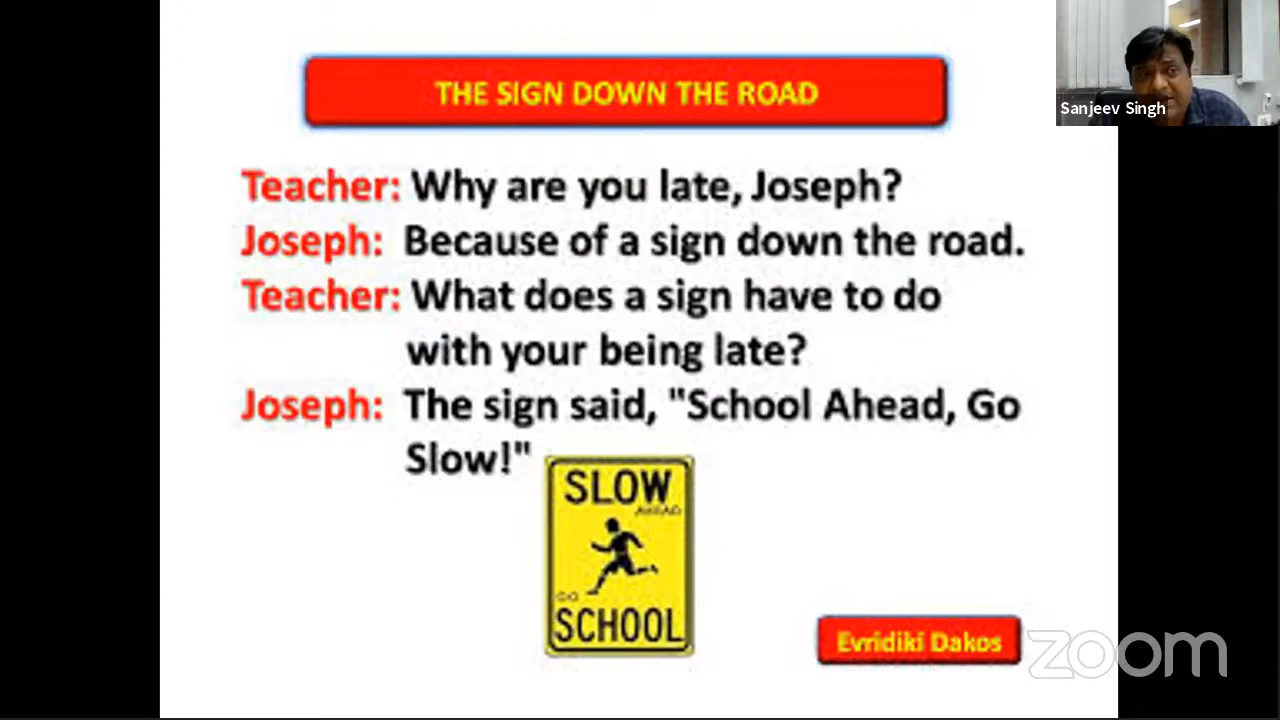 THE SIGN DOWN THE ROAD
Sanjeev Singh
Teacher: Why are you late, Joseph?
Joseph: Because of a sign down the road.
Teacher: What does a sign have to do
with your being late?
Joseph: The sign said, "School Ahead, Go
Slow!"
SLOW
AHEAD
GO
SCHOOL
Evridiki Dakos
zoom